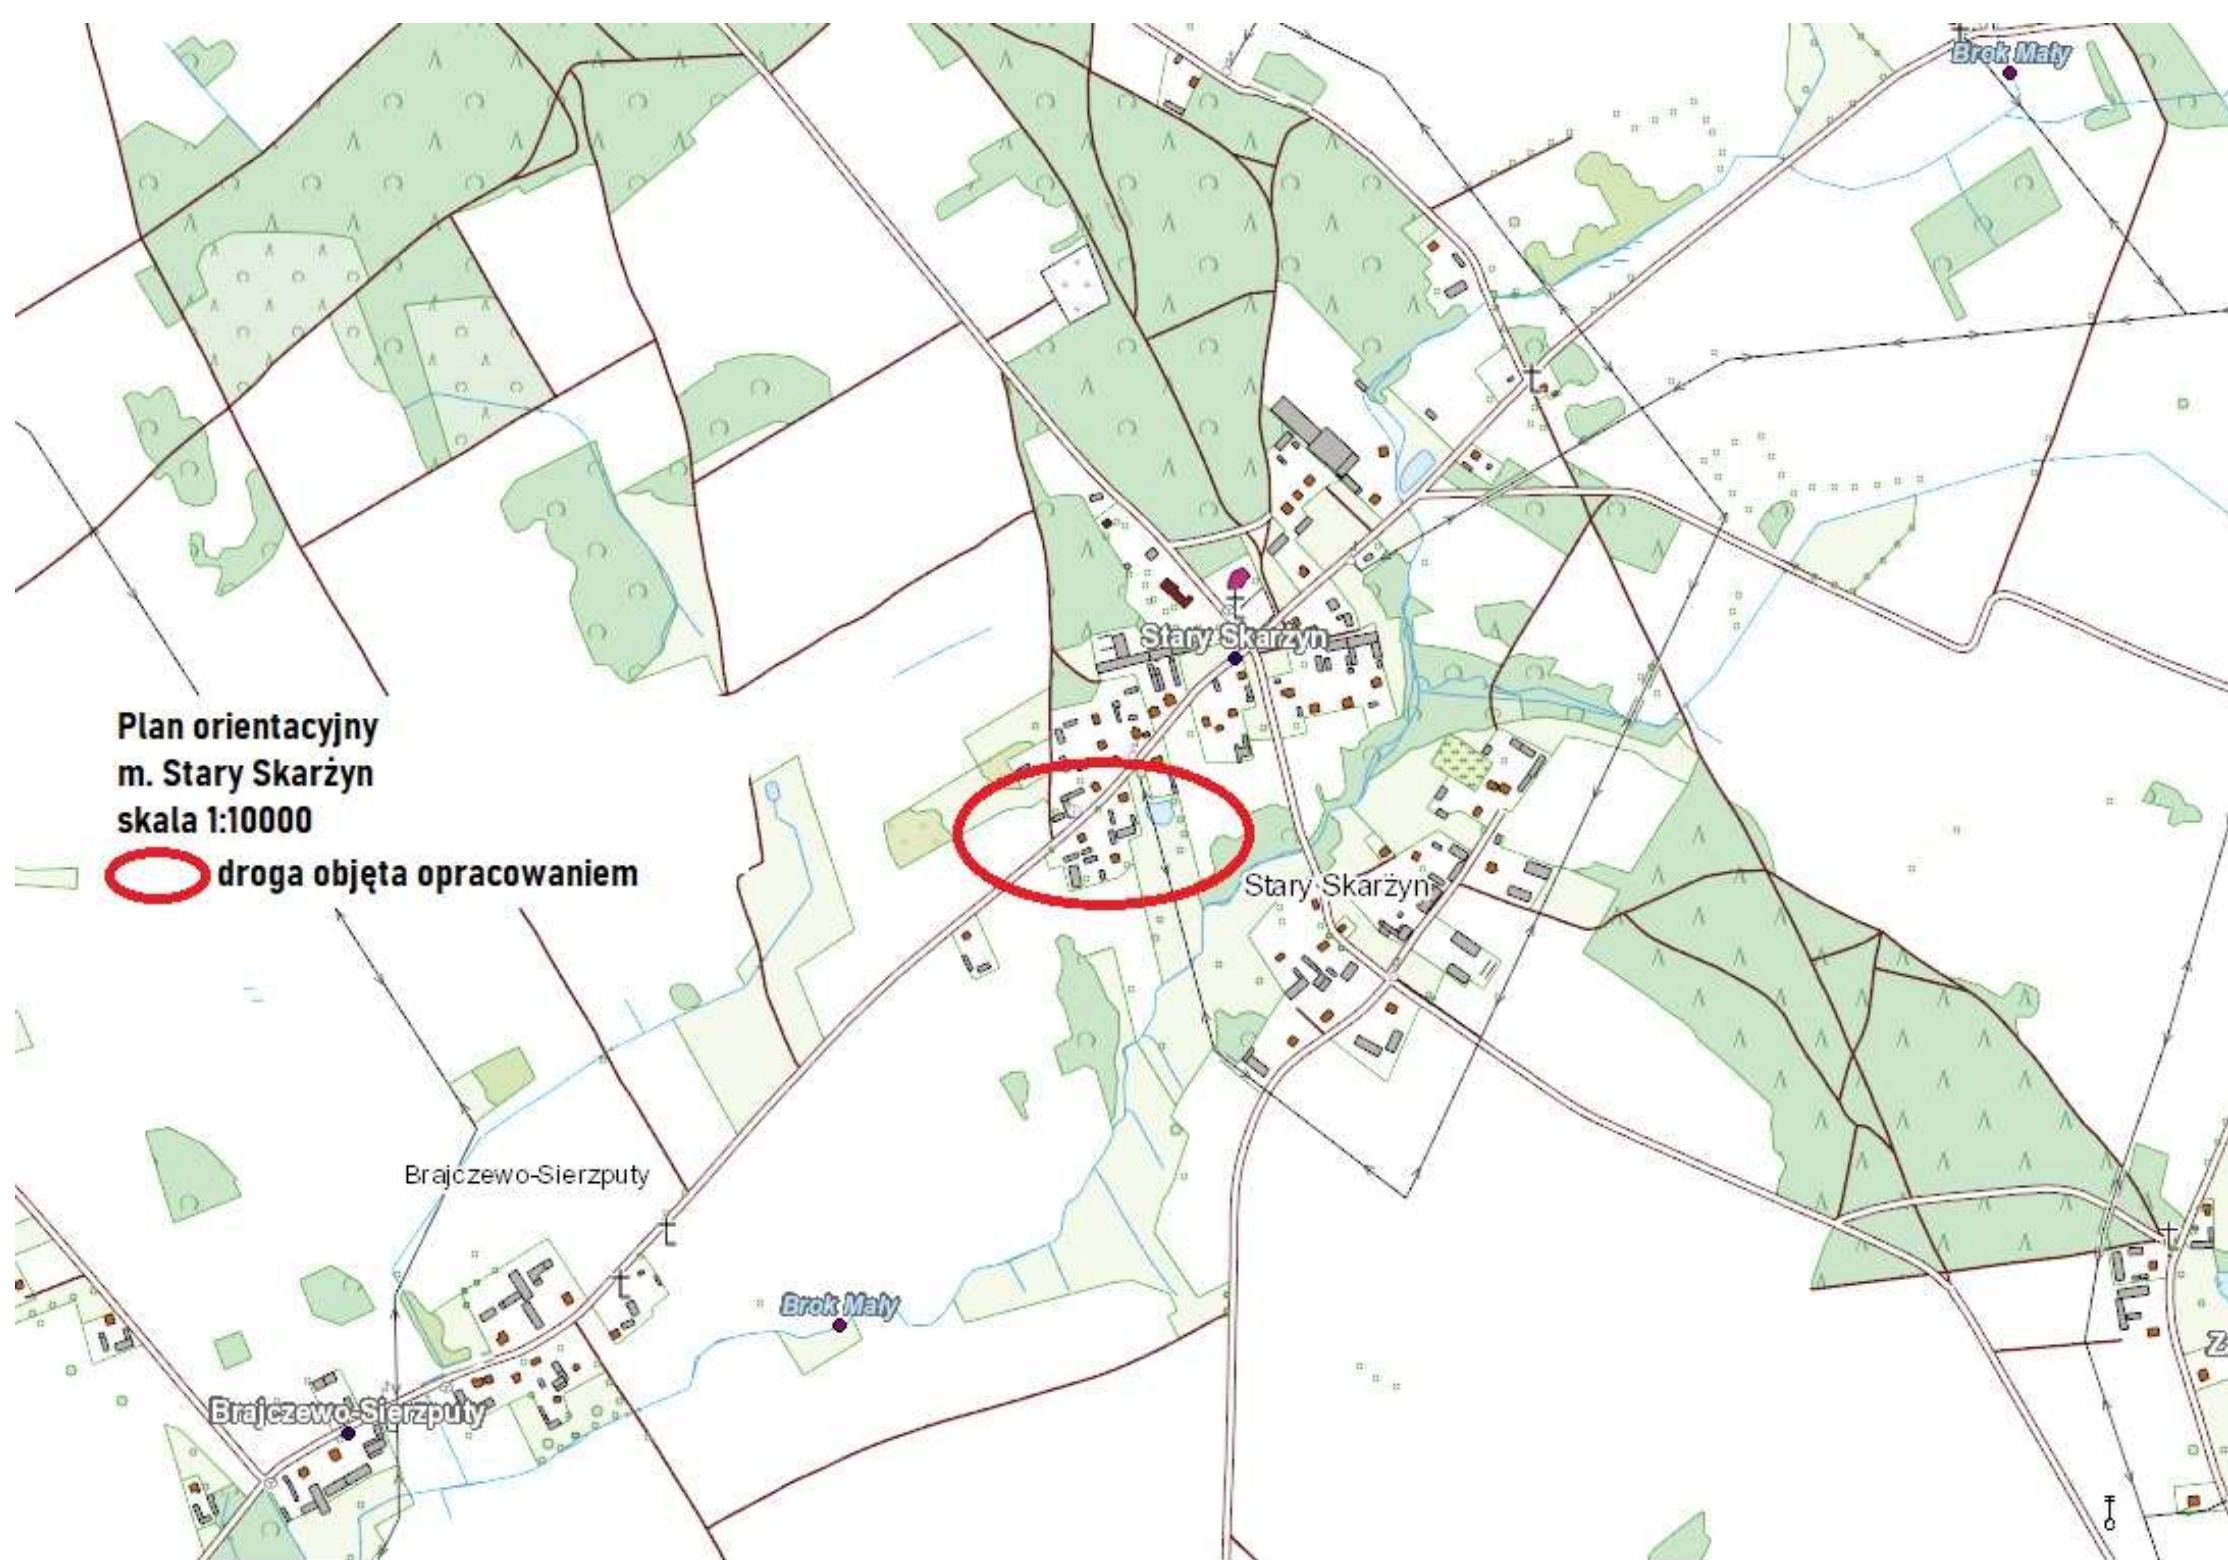 Brok Mały
Stary Skarżyn
Plan orientacyjny
m. Stary Skarżyn
skala 1:10000
droga objęta opracowaniem
Stary Skarżyn
Brajczewo-Sierzputy
Brok Mały
Brajczewo-Sierzputy